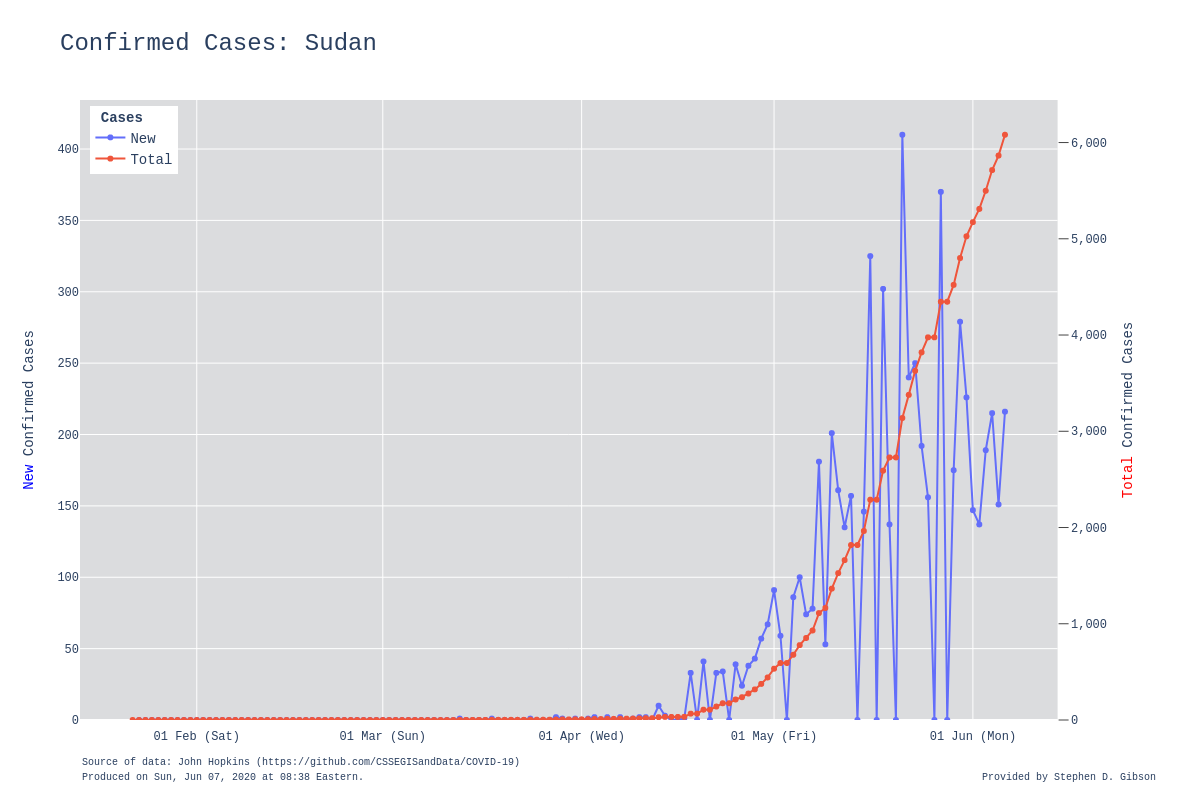 Confirmed Cases: Sudan
Cases
New
Total
400
350
300
250
200
150
100
50
0
6,000
5,000
4,000
3,000
2,000
1,000
0
New Confirmed Cases
Total Confirmed Cases
01 Feb (Sat)
01 Mar (Sun)
01 Apr (Wed)
01 May (Fri)
01 Jun (Mon)
Source of data: John Hopkins (https://github.com/CSSEGISandData/COVID-19)
Produced on Sun, Jun 07, 2020 at 08:38 Eastern.
Provided by Stephen D. Gibson